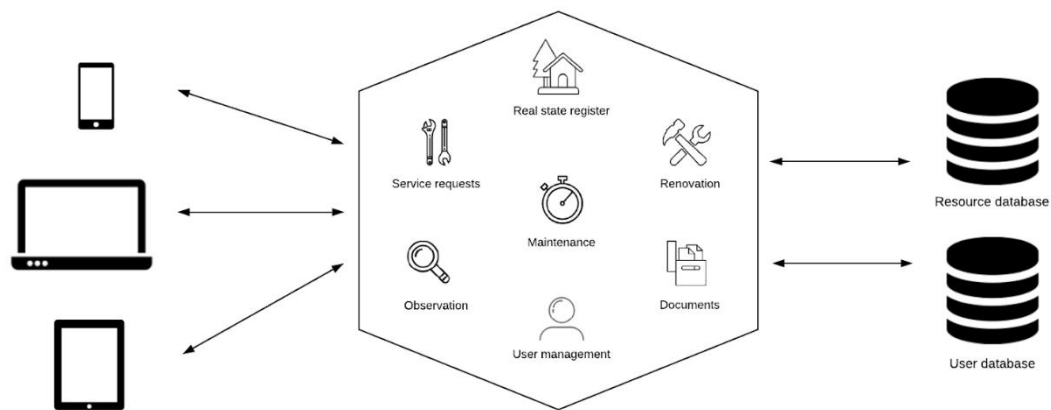 Real state register
Service requests
Renovation
Maintenance
Observation
Documents
User management
Resource database
User database